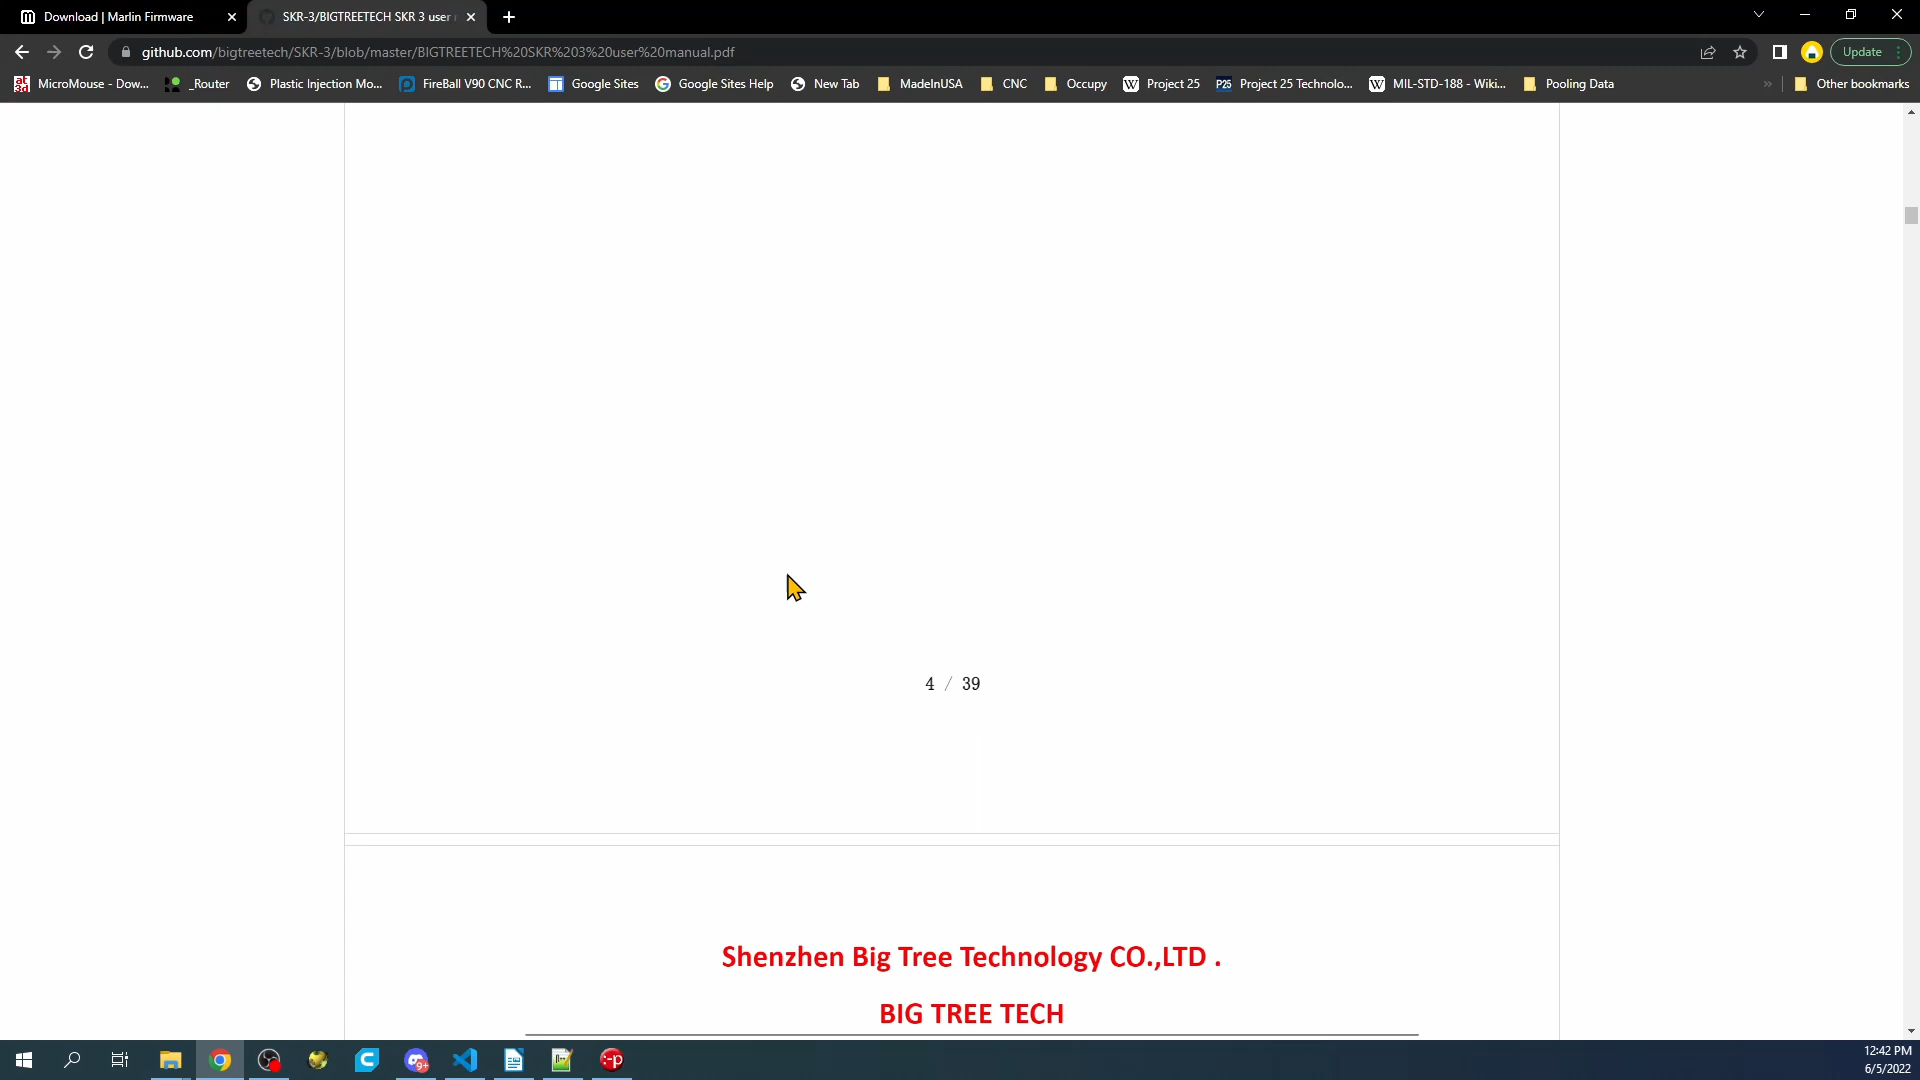 Download | Marlin Firmware
SKR-3/BIGTREETECH SKR 3 user
github.com/bigtreetech/SKR-3/blob/master/BIGTREETECH%20SKR%203%20user%20manual.pdf
Update
MicroMouse - Dow...
_Router
Plastic Injection Mo...
FireBall V90 CNC R...
Google Sites
Google Sites Help
New Tab
MadeInUSA
CNC
Occupy
Project 25
P25
Project 25 Technolo...
MIL-STD-188 - Wiki...
Pooling Data
Other bookmarks
4 / 39
Shenzhen Big Tree Technology CO.,LTD .
BIG TREE TECH
9+
:-p
12:42 PM
6/5/2022